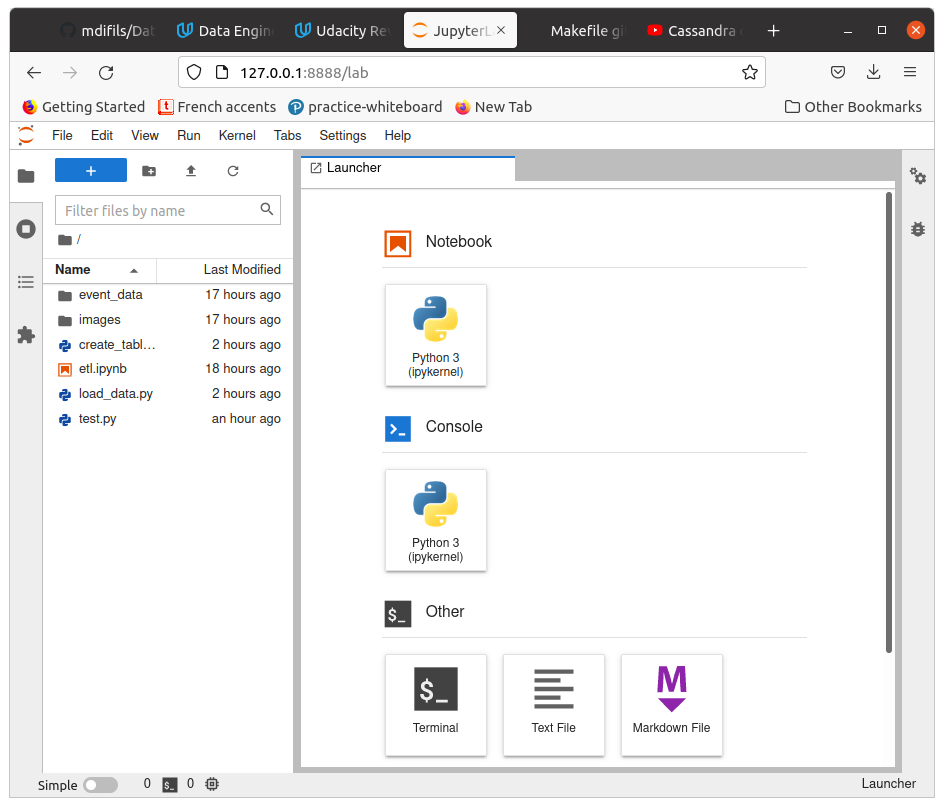 mdifils/Dat Data Engin Udacity Re JupyterL Makefile gi Cassandra
127.0.0.1:8888/lab
Getting Started French accents practice-whiteboard New Tab Other Bookmarks
File Edit View Run Kernel Tabs Settings Help
Launcher
Filter files by name
/
Name Last Modified
event_data 17 hours ago
images 17 hours ago
create_tabl... 2 hours ago
etl.ipynb 18 hours ago
load_data.py 2 hours ago
test.py an hour ago
Notebook
Python 3
(ipykernel)
Console
Python 3
(ipykernel)
$_ Other
$_
M
Terminal Text File Markdown File
Simple 0 $_ 0 Launcher